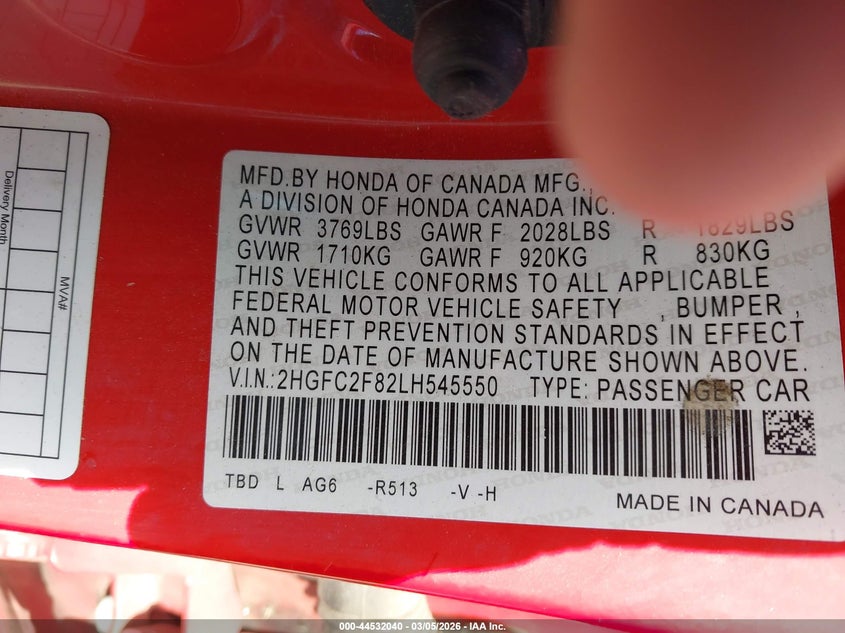 Delivery Month
MVA#
MFD.BY HONDA OF CANADA MFG.,
A DIVISION OF HONDA CANADA INC.
GVWR 3769LBS GAWR F 2028LBS R 1829LBS
GVWR 1710KG GAWR F 920KG R 830KG
THIS VEHICLE CONFORMS TO ALL APPLICABLE
FEDERAL MOTOR VEHICLE SAFETY , BUMPER ,
AND THEFT PREVENTION STANDARDS IN EFFECT
ON THE DATE OF MANUFACTURE SHOWN ABOVE.
V.I.N.:2HGFC2F82LH545550 TYPE: PASSENGER CAR
TBD L AG6 -R513 -V -H
MADE IN CANADA
000-44532040 - 03/05/2026 - IAA Inc.